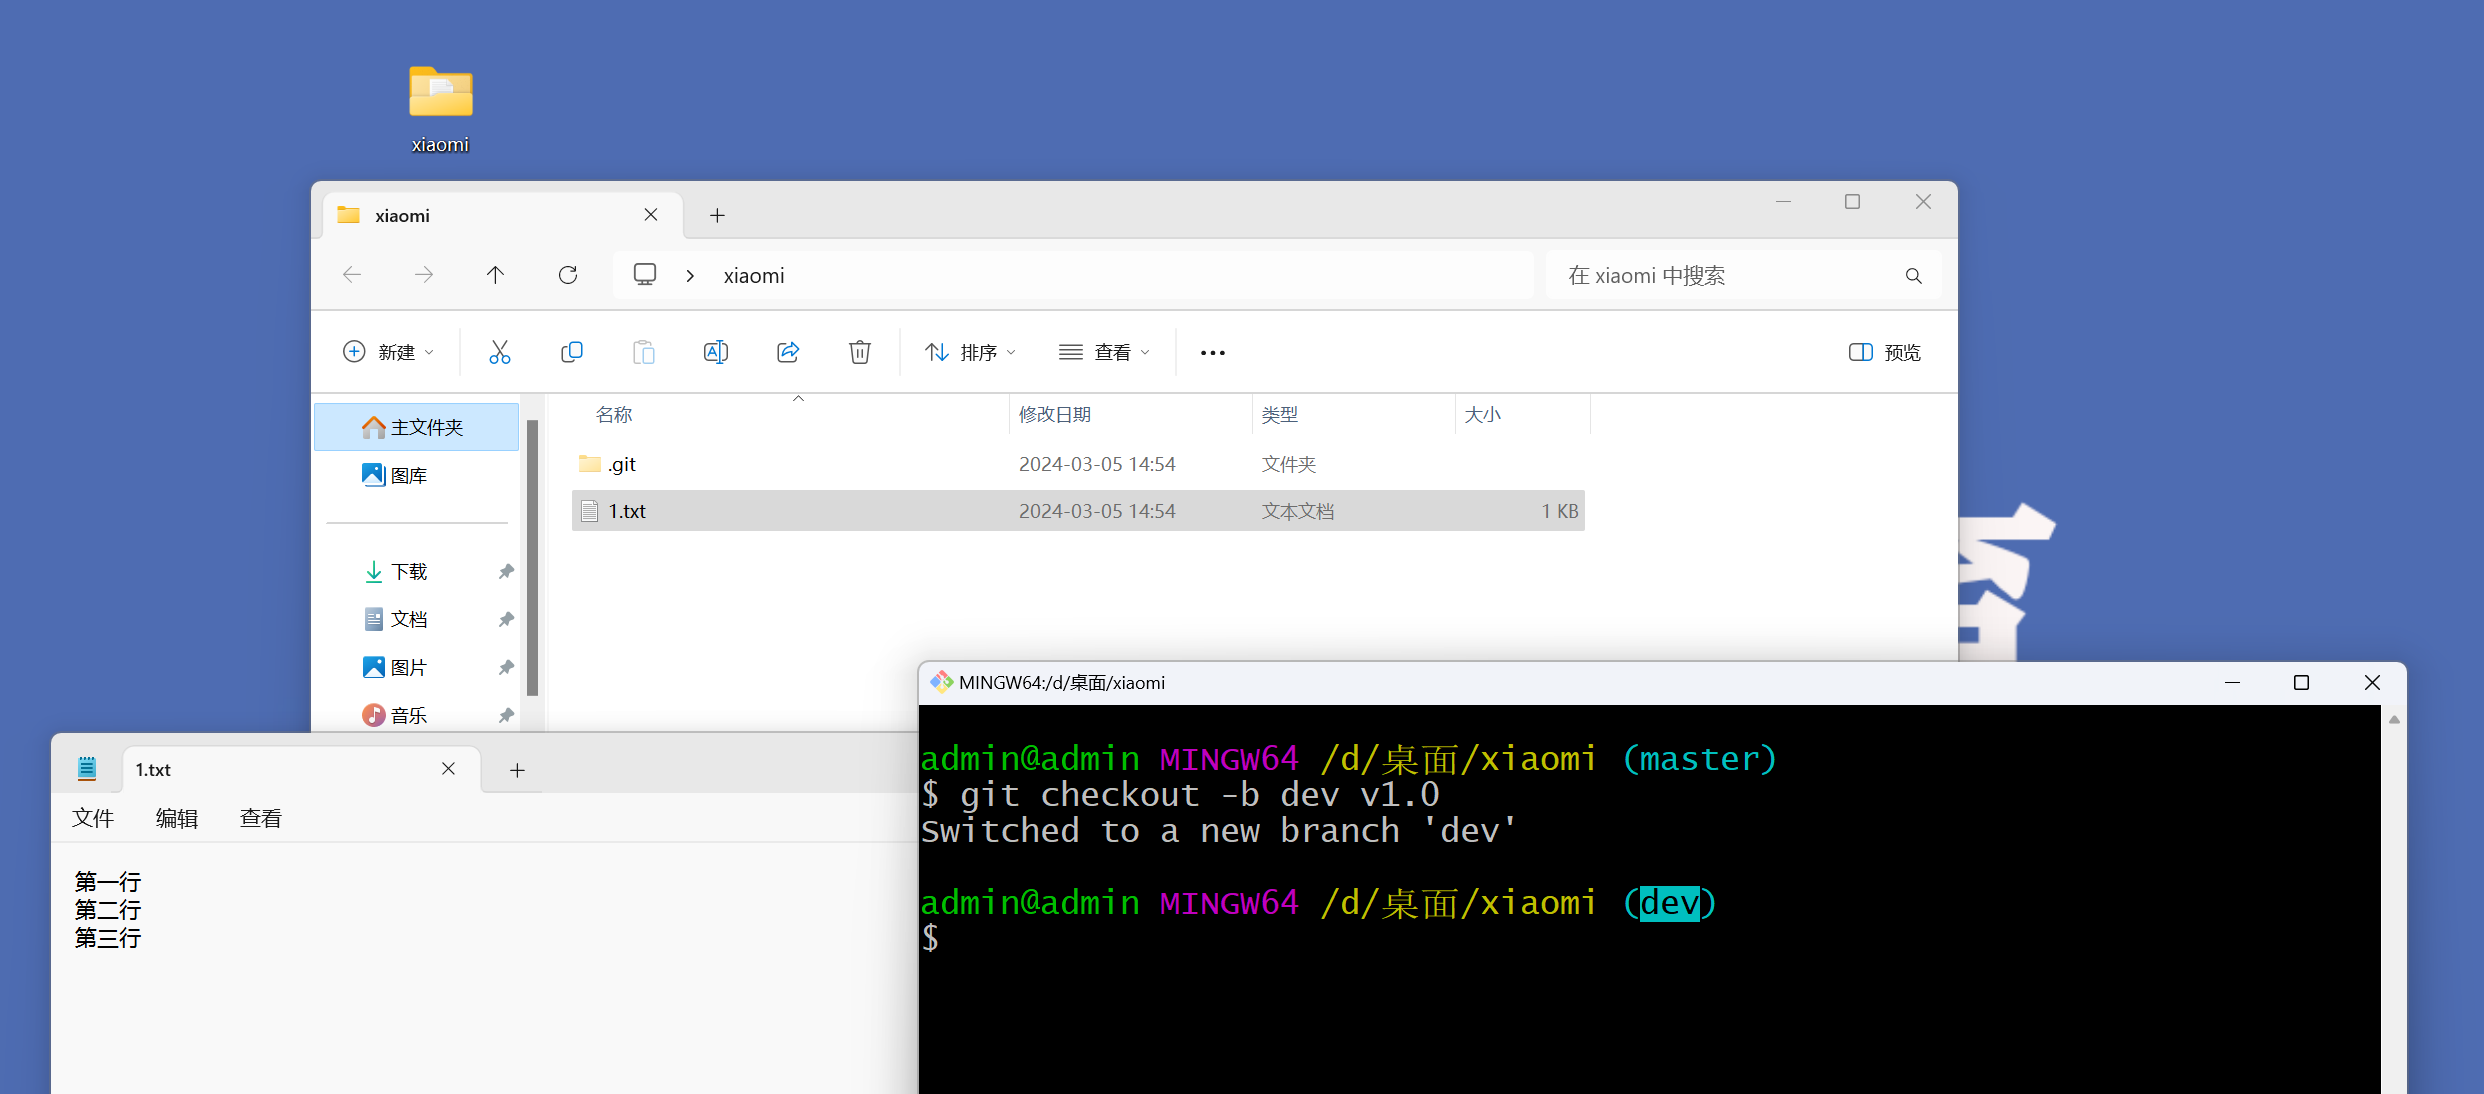 xiaomi
xiaomi
xiaomi
在 xiaomi 中搜索
新建
排序
查看
预览
主文件夹
图库
下载
文档
图片
音乐
名称 修改日期 类型 大小
.git 2024-03-05 14:54 文件夹
1.txt 2024-03-05 14:54 文本文档 1 KB
1.txt
文件 编辑 查看
第一行
第二行
第三行
MINGW64:/d/桌面/xiaomi
admin@admin MINGW64 /d/桌面/xiaomi (master)
$ git checkout -b dev v1.0
Switched to a new branch 'dev'
admin@admin MINGW64 /d/桌面/xiaomi (dev)
$